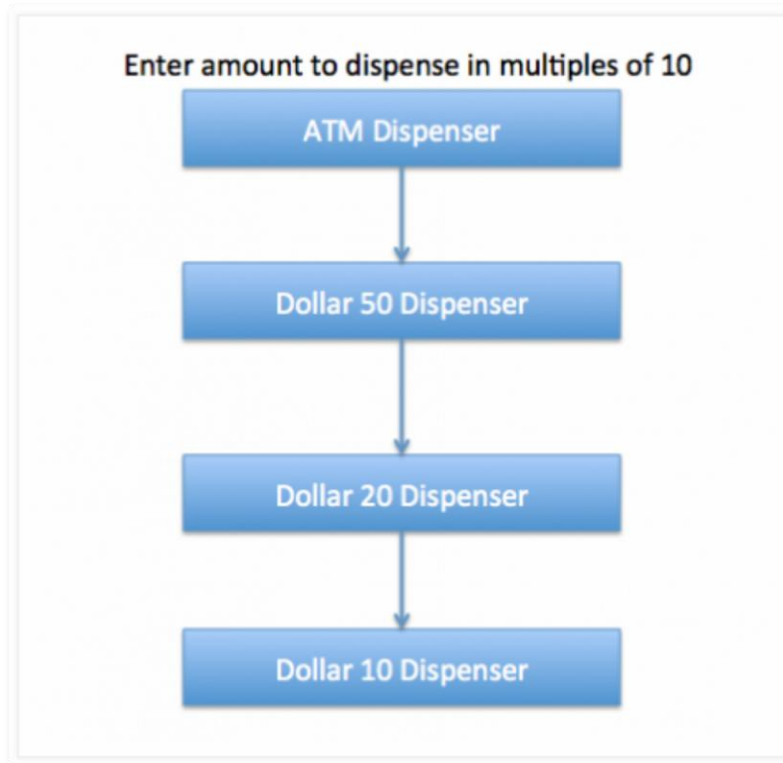 Enter amount to dispense in multiples of 10
ATM Dispenser
Dollar 50 Dispenser
Dollar 20 Dispenser
Dollar 10 Dispenser